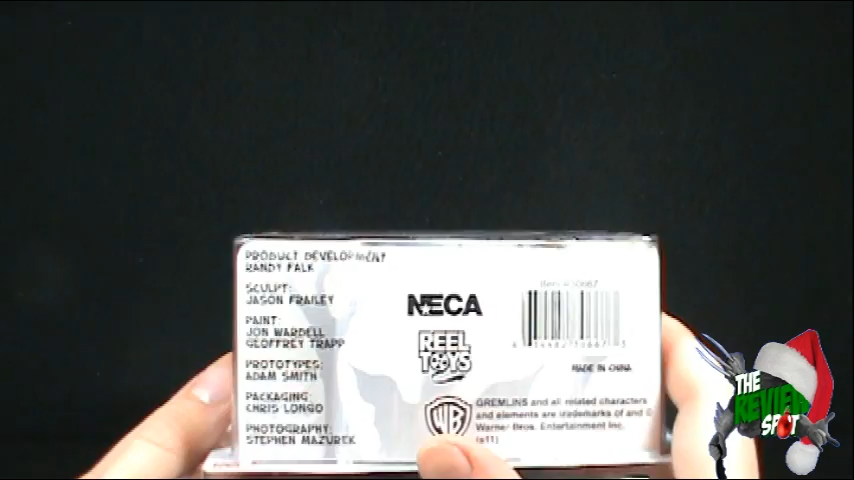 PRODUCT DEVELOPMENT
RANDY FALK
SCULPT:
JASON FRAILEY
PAINT:
JON WARDELL
GEOFFREY TRAPP
PROTOTYPES:
ADAM SMITH
PACKAGING:
CHRIS LONGO
PHOTOGRAPHY:
STEPHEN MAZUREK
NECA
REEL
TOYS
WB
MADE IN CHINA
GREMLINS and all related characters
and elements are trademarks of and ©
Warner Bros. Entertainment Inc.
(s11)
THE
REVIEW
SPOT